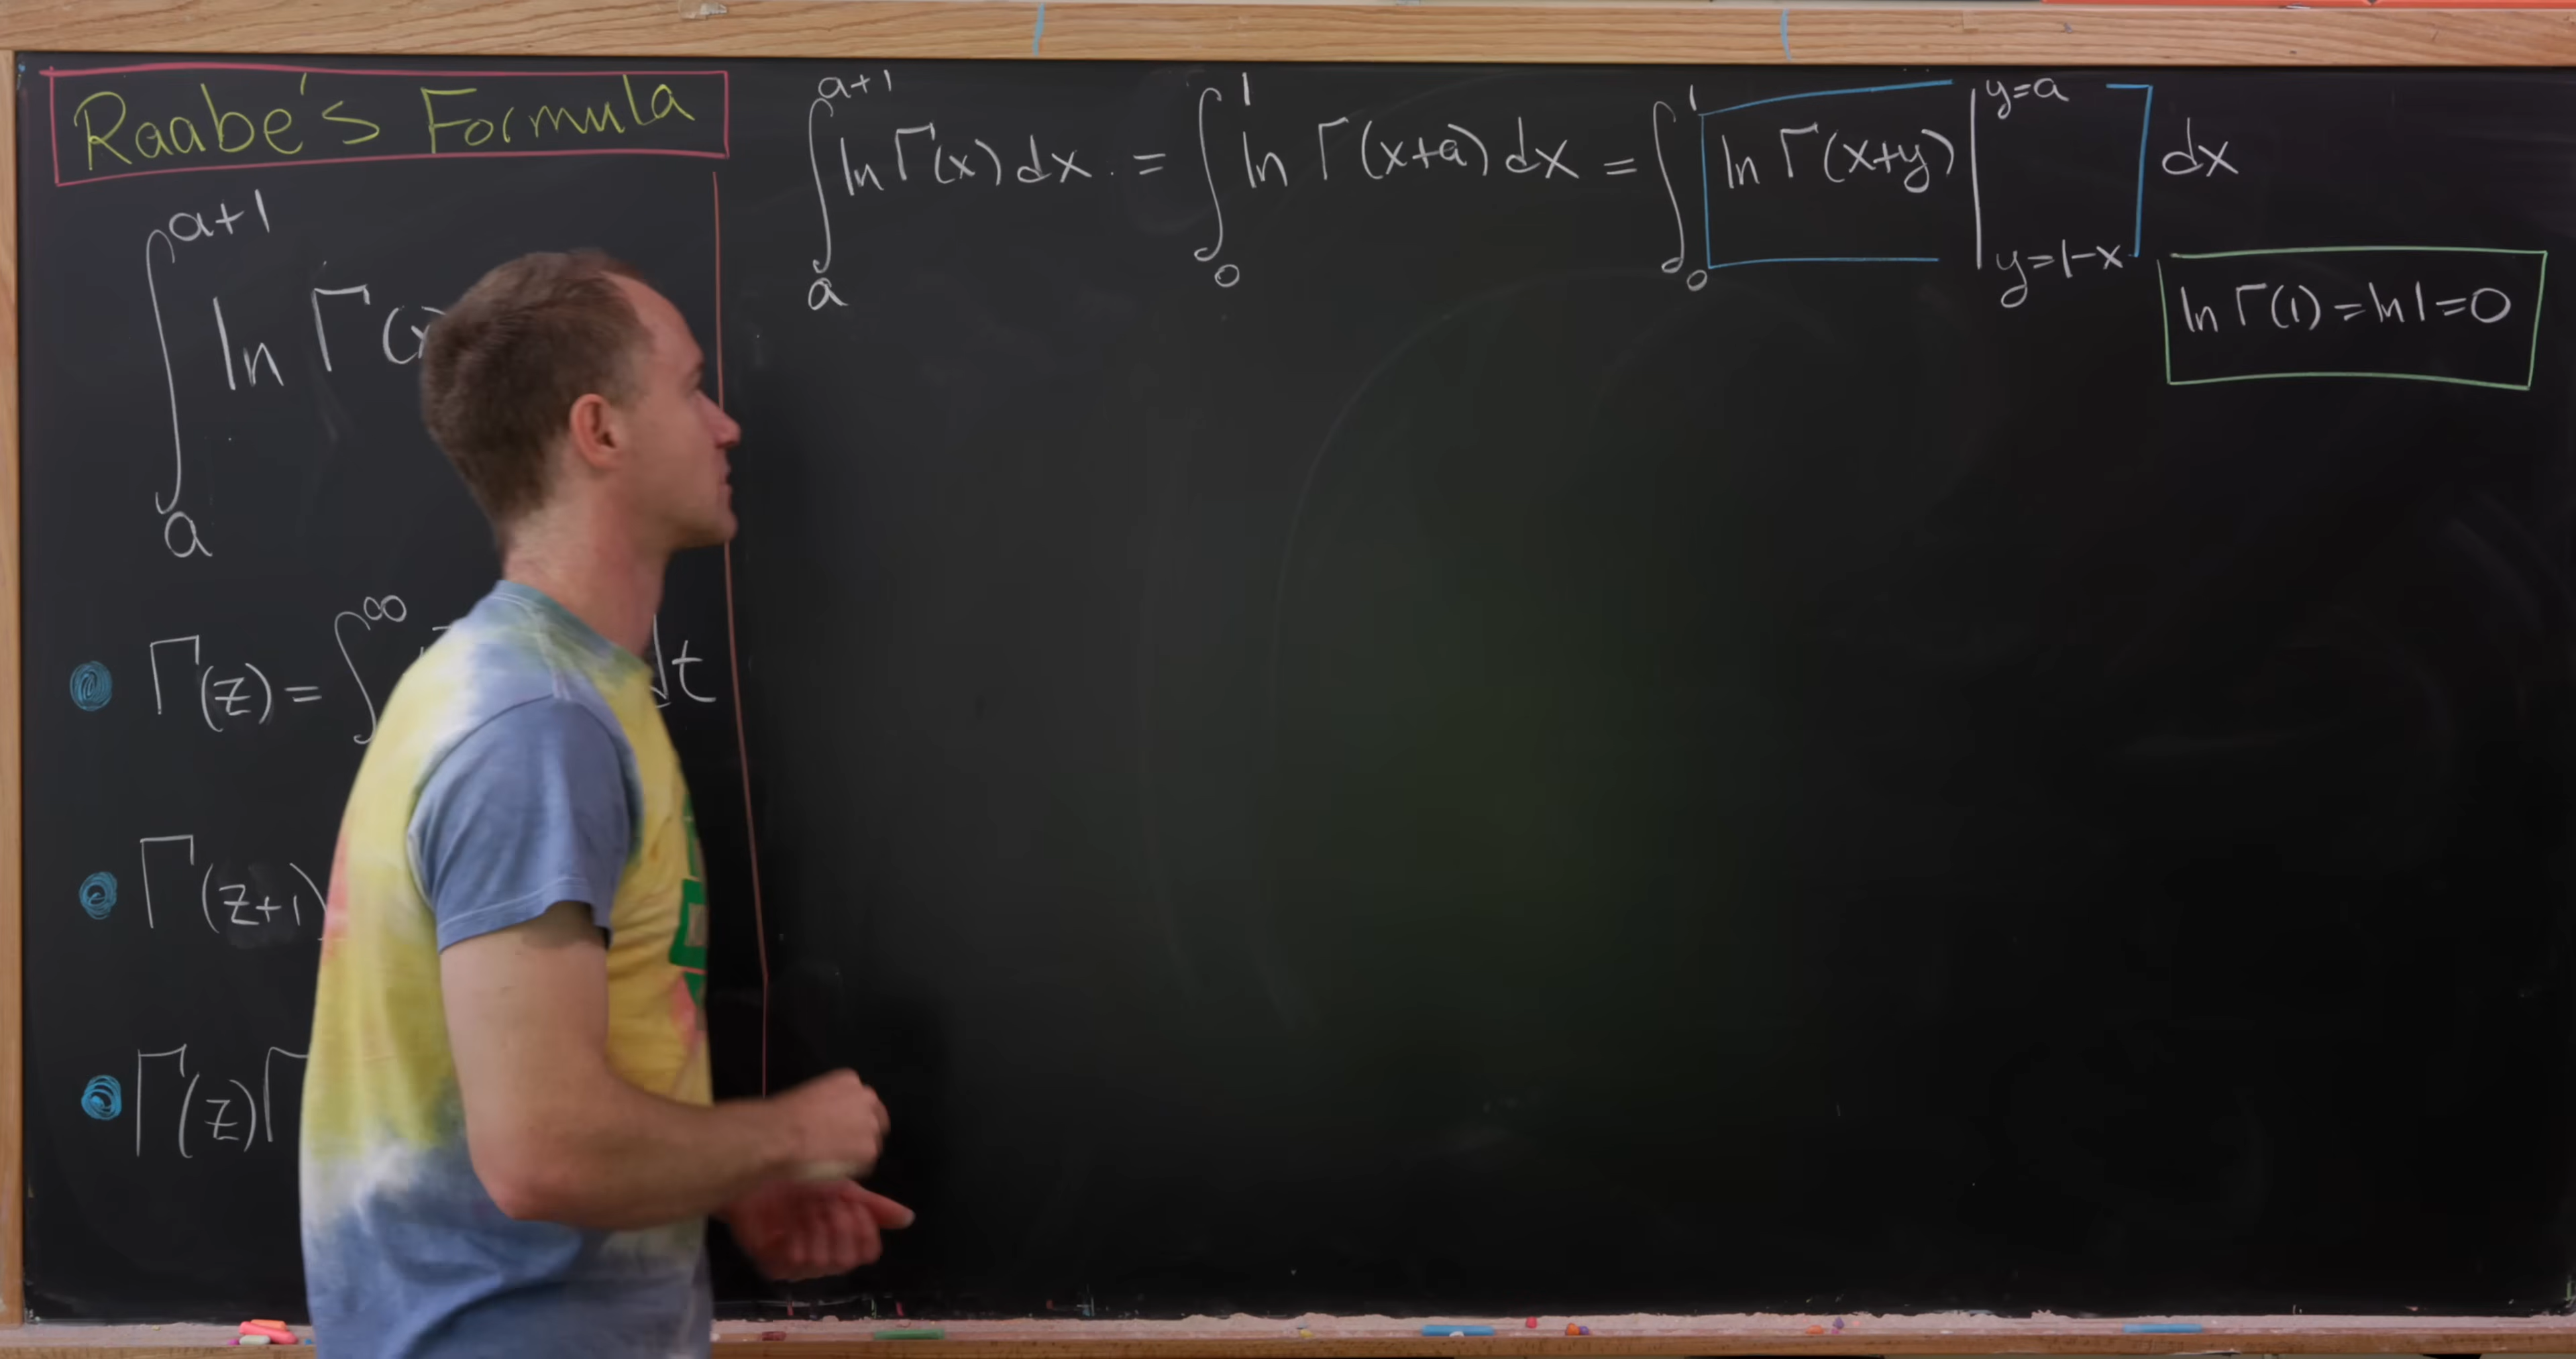 Raabe's Formula
∫_a^{a+1} ln Γ(x
• Γ(z) = ∫^∞ dt
• Γ(z+1)
• Γ(z)Γ
∫_a^{a+1} ln Γ(x) dx = ∫_0^1 ln Γ(x+a) dx = ∫_0^1 [ln Γ(x+y) |_{y=1-x}^{y=a}] dx
ln Γ(1) = ln 1 = 0